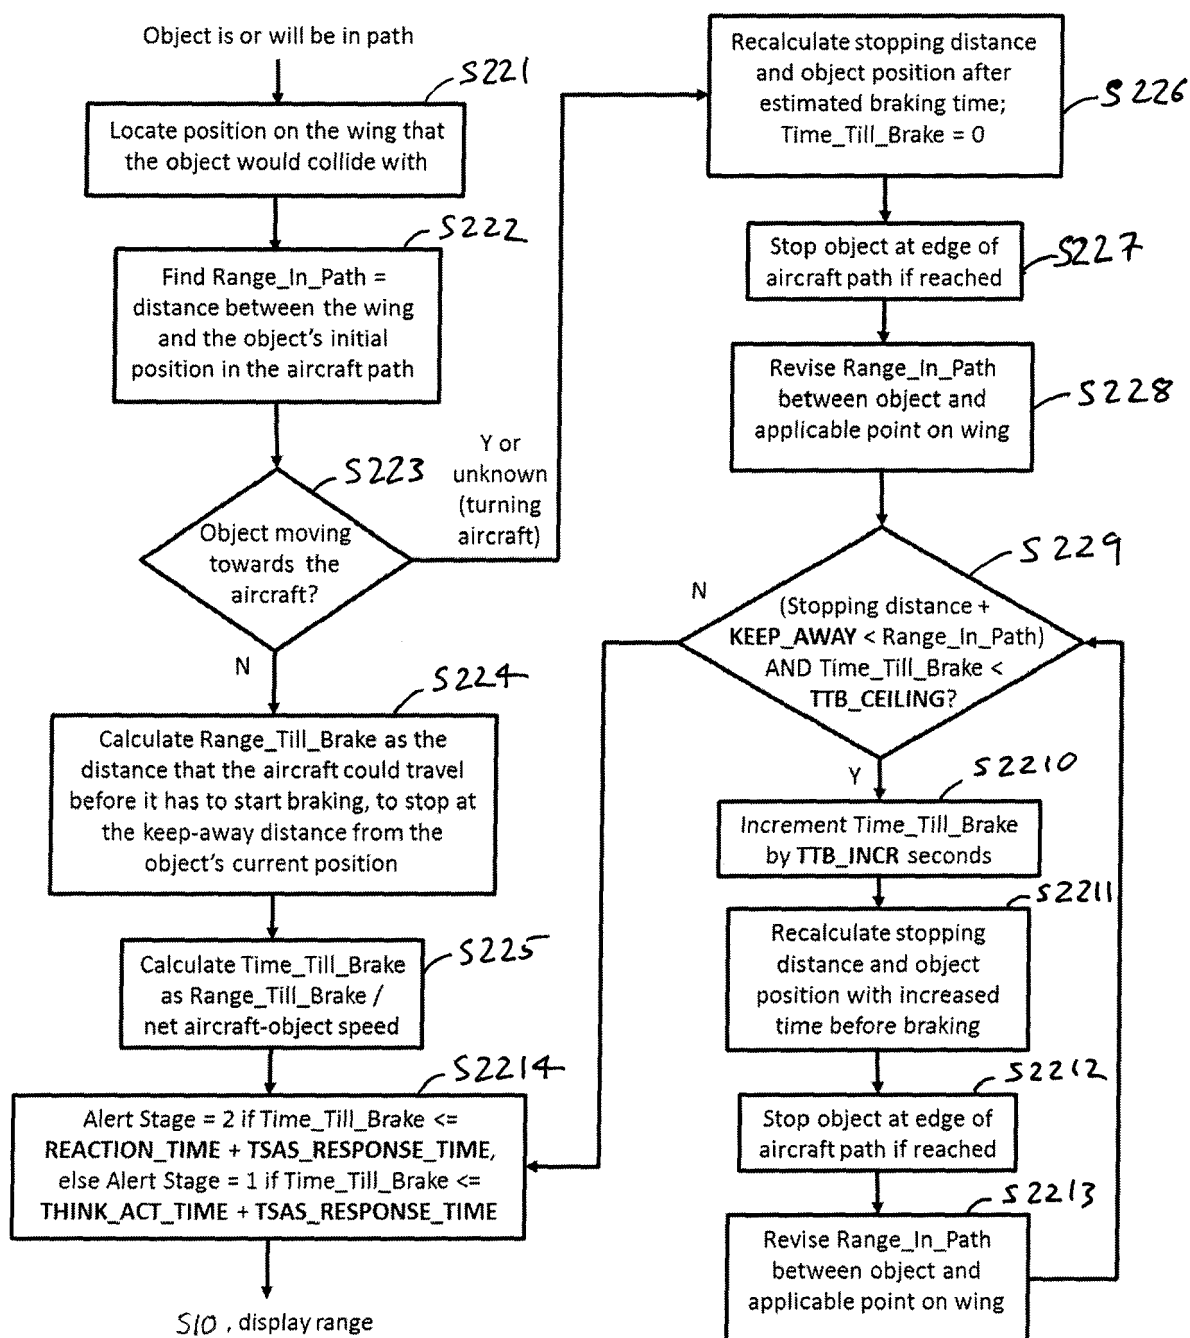 Object is or will be in path
S221
Locate position on the wing that
the object would collide with
S222
Find Range_In_Path =
distance between the wing
and the object's initial
position in the aircraft path
S223
Object moving
towards the
aircraft?
Y or
unknown
(turning
aircraft)
N
S224
Calculate Range_Till_Brake as the
distance that the aircraft could travel
before it has to start braking, to stop at
the keep-away distance from the
object's current position
S225
Calculate Time_Till_Brake
as Range_Till_Brake /
net aircraft-object speed
S2214
Alert Stage = 2 if Time_Till_Brake <=
REACTION_TIME + TSAS_RESPONSE_TIME,
else Alert Stage = 1 if Time_Till_Brake <=
THINK_ACT_TIME + TSAS_RESPONSE_TIME
S10, display range
Recalculate stopping distance
and object position after
estimated braking time;
Time_Till_Brake = 0
S226
Stop object at edge of
aircraft path if reached
S227
Revise Range_In_Path
between object and
applicable point on wing
S228
S229
N
(Stopping distance +
KEEP_AWAY < Range_In_Path)
AND Time_Till_Brake <
TTB_CEILING?
Y
S2210
Increment Time_Till_Brake
by TTB_INCR seconds
S2211
Recalculate stopping
distance and object
position with increased
time before braking
S2212
Stop object at edge of
aircraft path if reached
S2213
Revise Range_In_Path
between object and
applicable point on wing